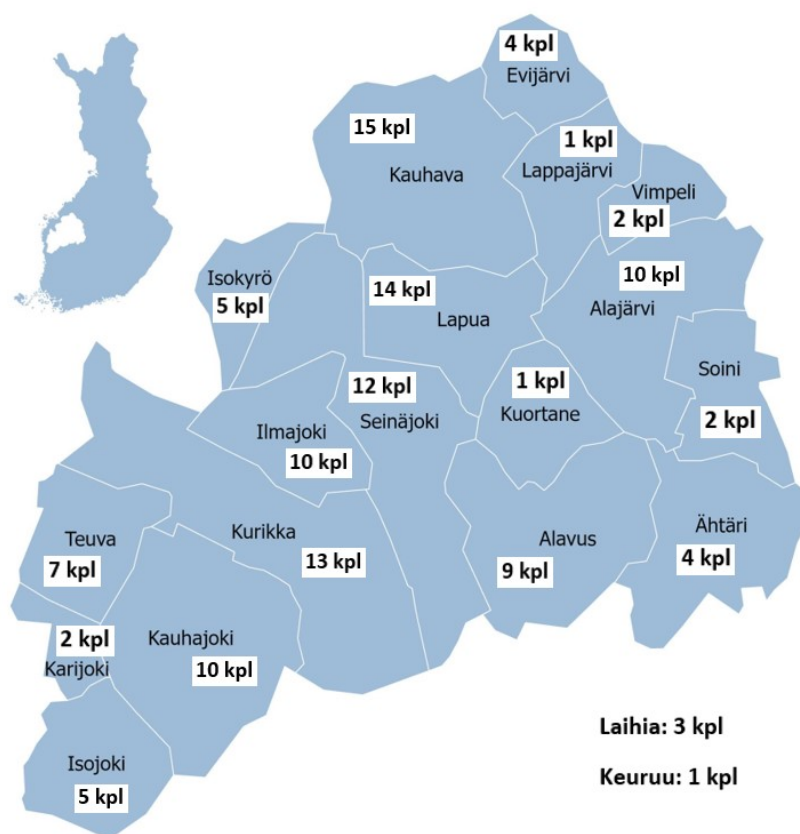 4 kpl
Evijärvi
15 kpl
Kauhava
1 kpl
Lappajärvi
Vimpeli
2 kpl
Isokyrö
5 kpl
14 kpl
Lapua
10 kpl
Alajärvi
12 kpl
Seinäjoki
1 kpl
Kuortane
Soini
2 kpl
Ilmajoki
10 kpl
Teuva
7 kpl
Kurikka
13 kpl
Alavus
9 kpl
Ähtäri
4 kpl
2 kpl
Karijoki
Kauhajoki
10 kpl
Isojoki
5 kpl
Laihia: 3 kpl
Keuruu: 1 kpl